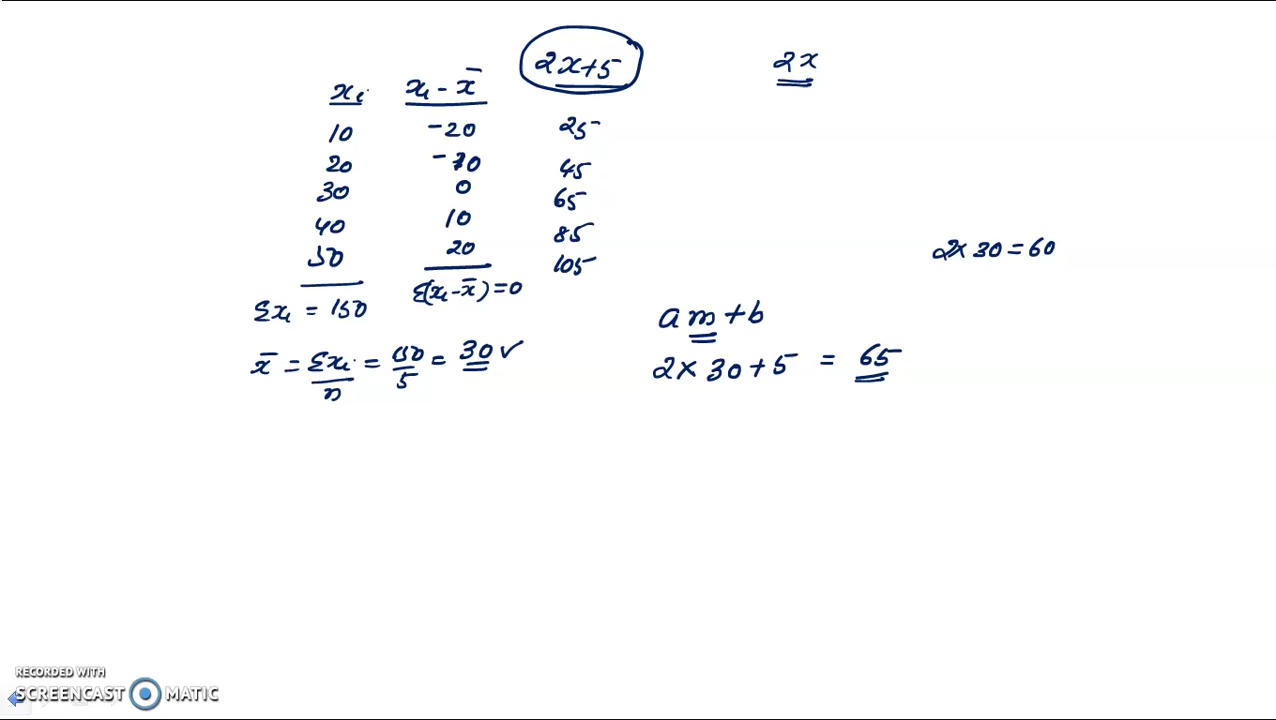 2x+5 2x
xᵢ xᵢ - x̄
10 -20 25
20 -10 45
30 0 65
40 10 85
50 20 105
2x 30 = 60
Σxᵢ = 150 Σ(xᵢ-x̄) = 0
am+b
x̄ = Σxᵢ/n = 150/5 = 30 ✓
2x 30+5 = 65
RECORDED WITH
SCREENCAST MATIC